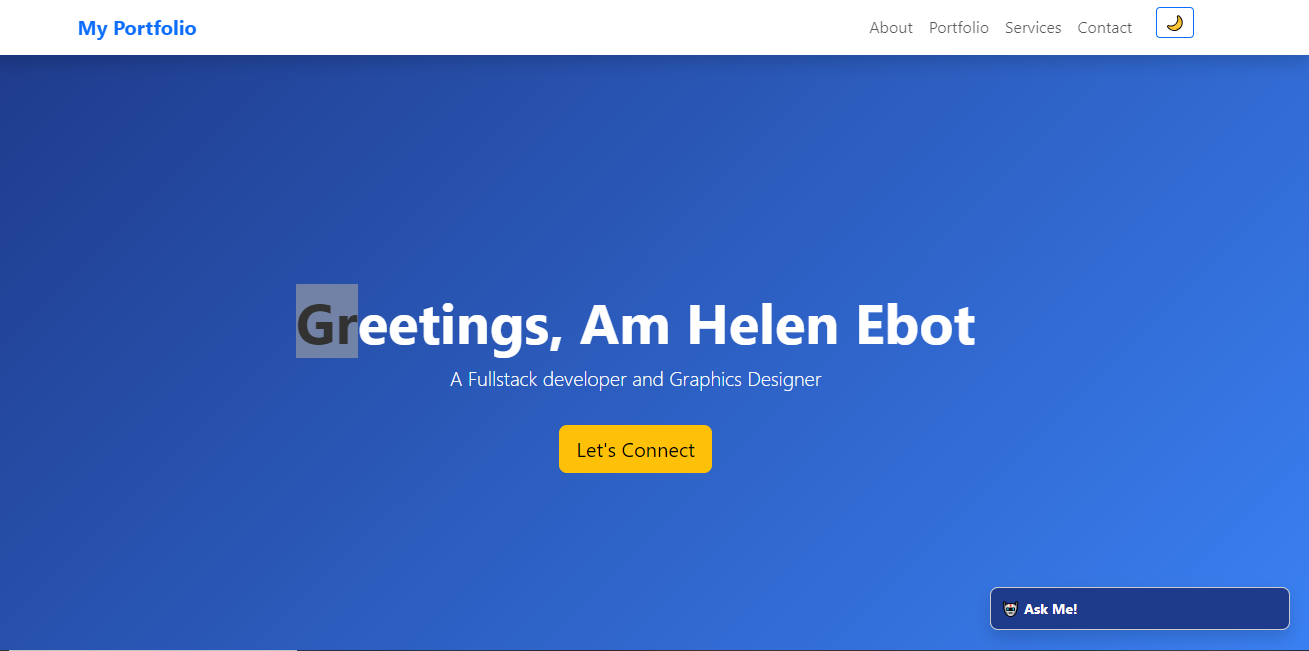 My Portfolio
About Portfolio Services Contact
Greetings, Am Helen Ebot
A Fullstack developer and Graphics Designer
Let's Connect
Ask Me!